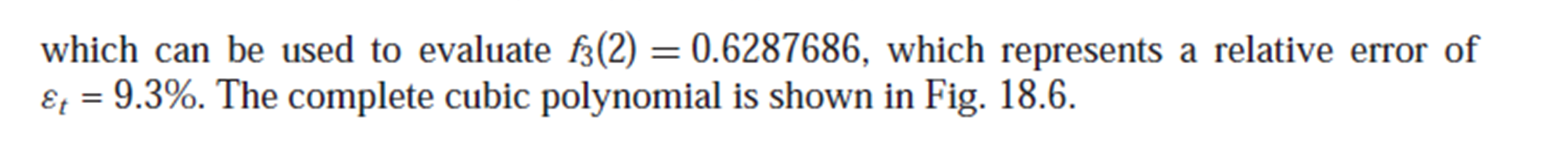 which can be used to evaluate f₃(2) = 0.6287686, which represents a relative error of
εₜ = 9.3%. The complete cubic polynomial is shown in Fig. 18.6.